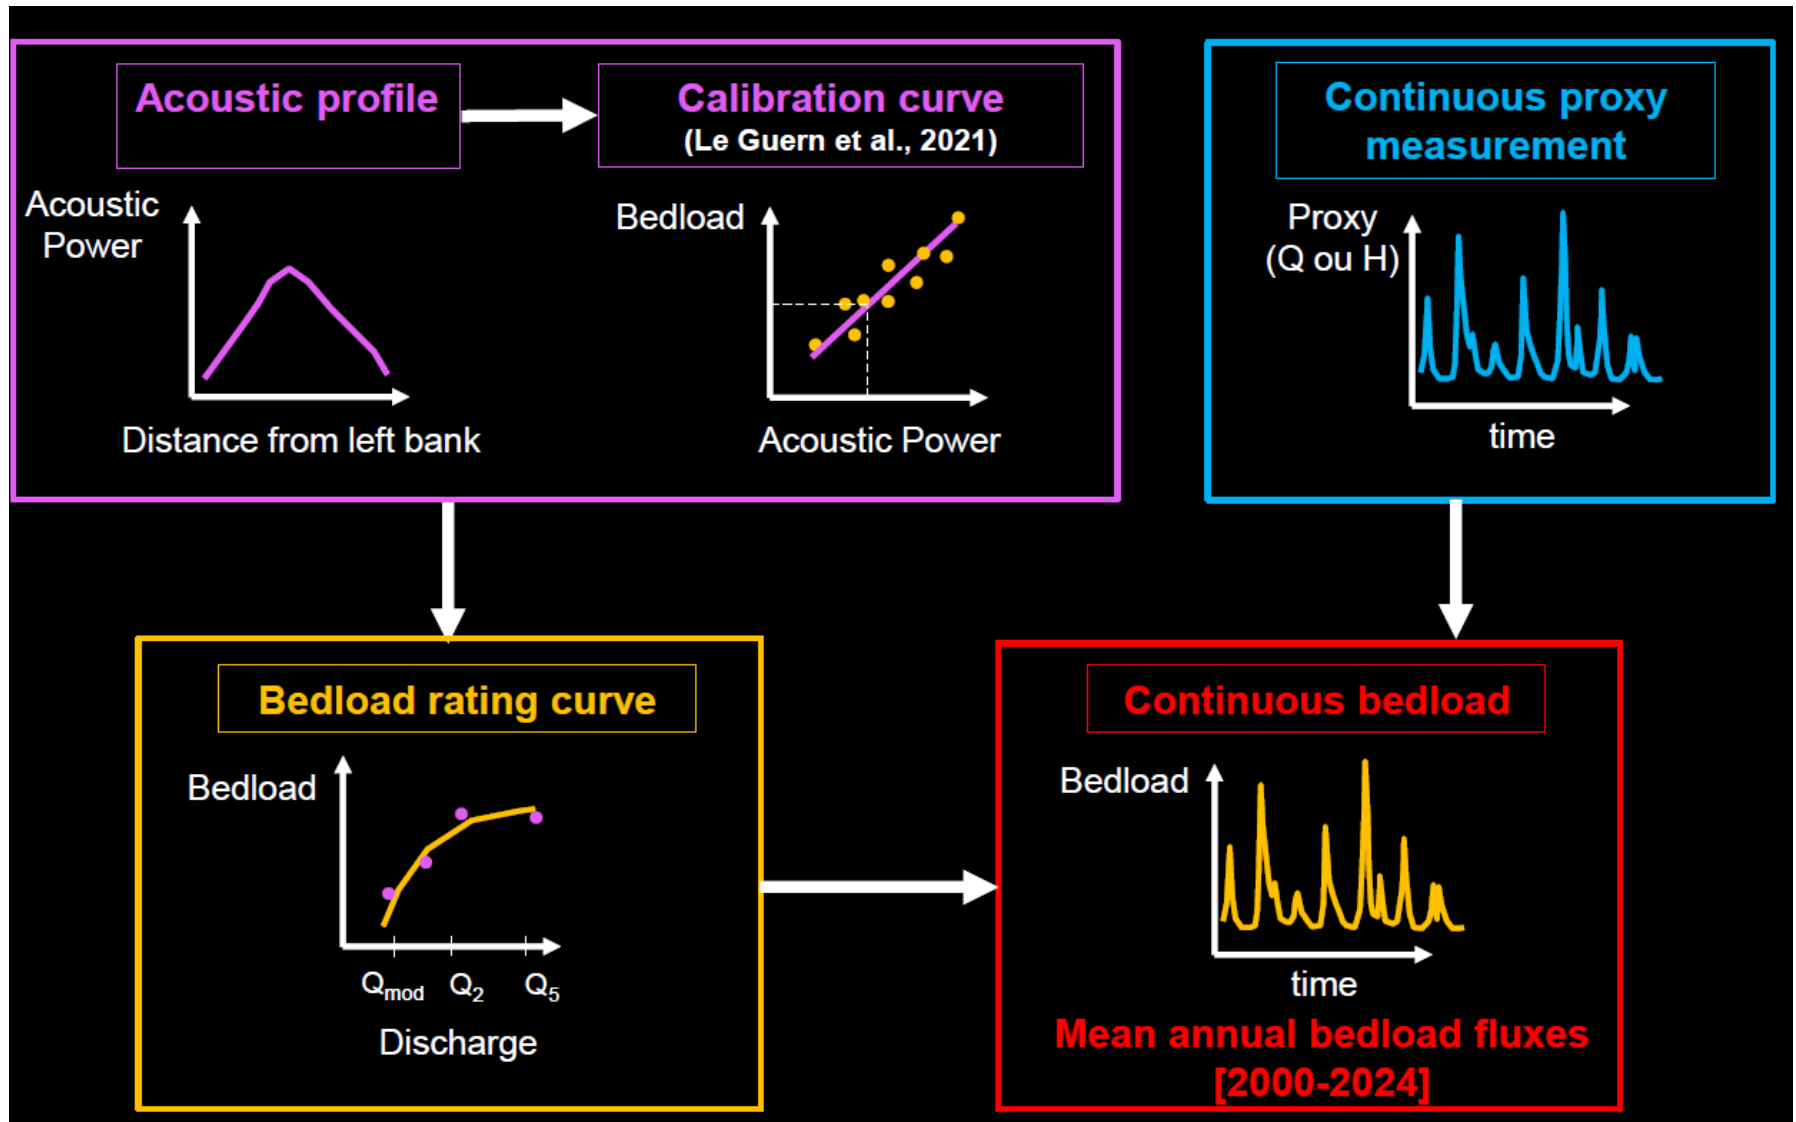 Acoustic profile
Calibration curve
(Le Guern et al., 2021)
Acoustic
Power
Distance from left bank
Bedload
Acoustic Power
Continuous proxy
measurement
Proxy
(Q ou H)
time
Bedload rating curve
Bedload
Qmod Q2 Q5
Discharge
Continuous bedload
Bedload
time
Mean annual bedload fluxes
[2000-2024]